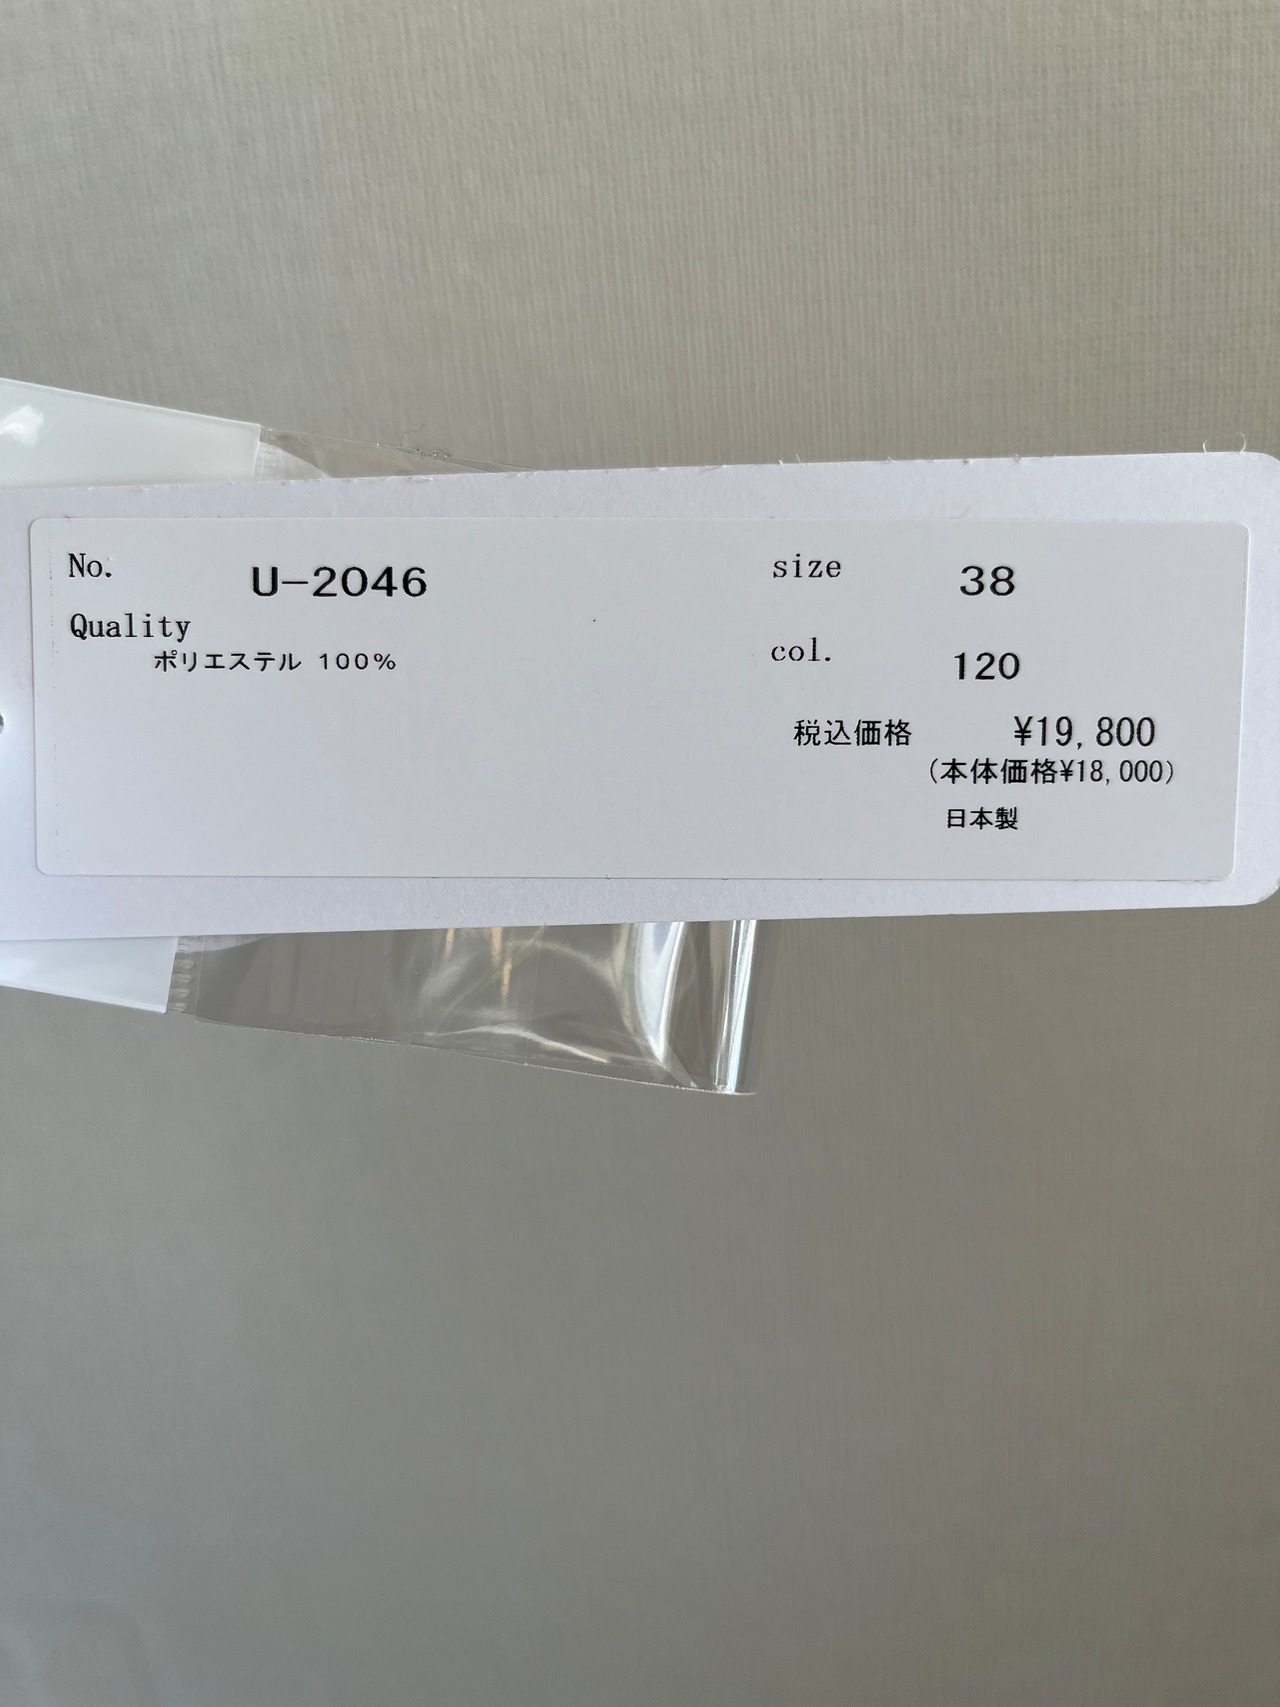 No. U-2046 size 38
Quality
ポリエステル 100% col. 120
税込価格 ¥19,800
(本体価格¥18,000)
日本製